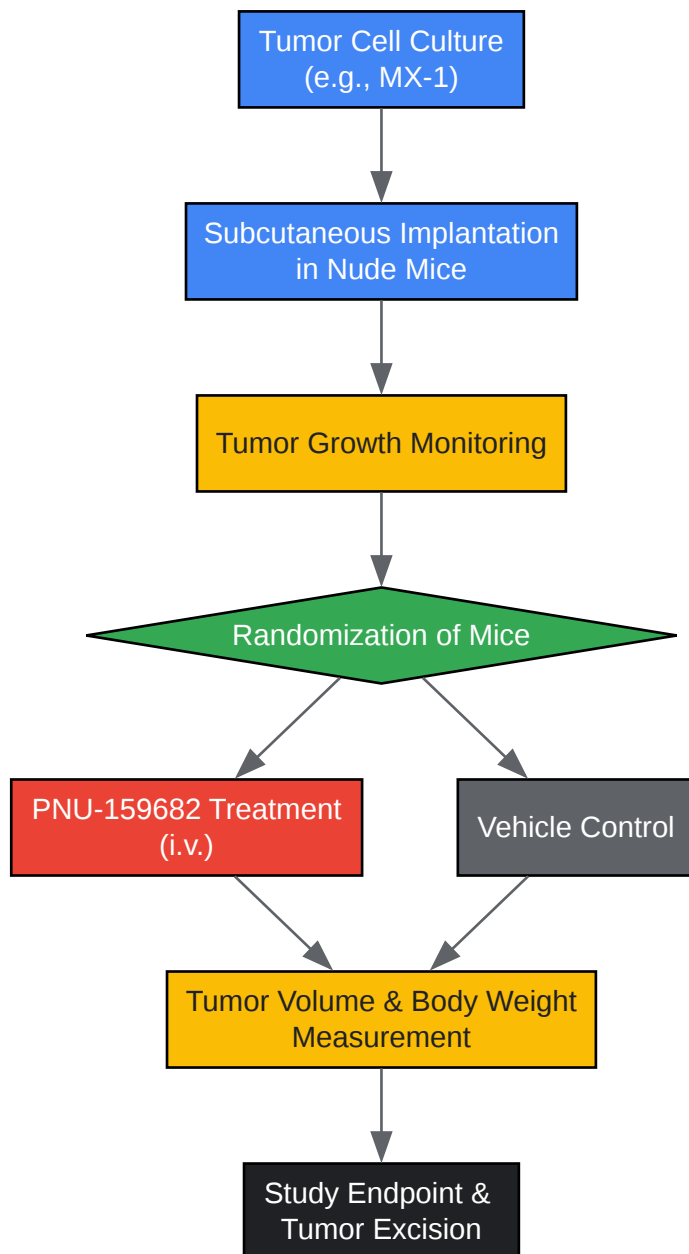 Tumor Cell Culture
(e.g., MX-1)
Subcutaneous Implantation
in Nude Mice
Tumor Growth Monitoring
Randomization of Mice
PNU-159682 Treatment
(i.v.)
Vehicle Control
Tumor Volume & Body Weight
Measurement
Study Endpoint &
Tumor Excision